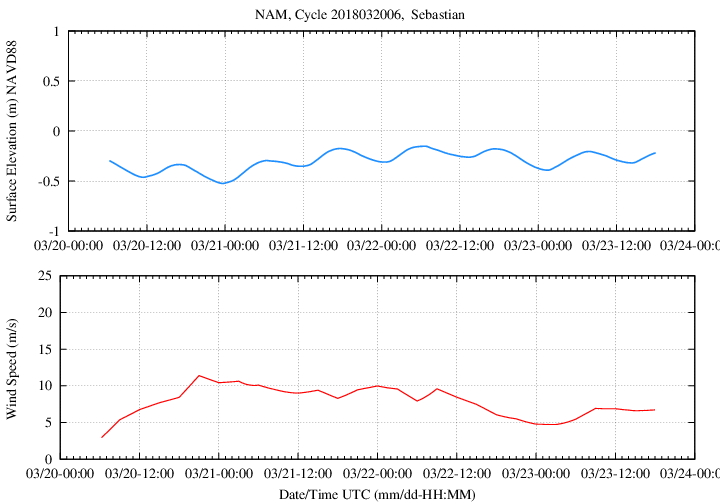 NAM, Cycle 2018032006,  Sebastian
Surface Elevation (m) NAVD88
1
0.5
0
-0.5
-1
03/20-00:00 03/20-12:00 03/21-00:00 03/21-12:00 03/22-00:00 03/22-12:00 03/23-00:00 03/23-12:00 03/24-00:0
Wind Speed (m/s)
25
20
15
10
5
0
03/20-00:00 03/20-12:00 03/21-00:00 03/21-12:00 03/22-00:00 03/22-12:00 03/23-00:00 03/23-12:00 03/24-00:0
Date/Time UTC (mm/dd-HH:MM)